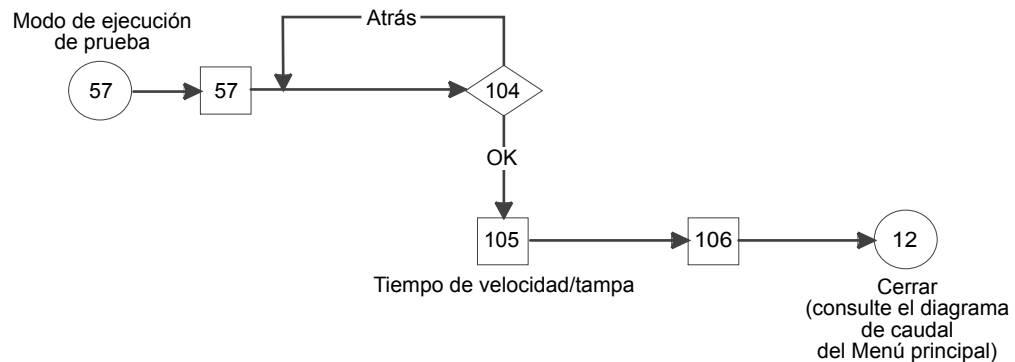 Modo de ejecución
de prueba
Atrás
57
57
104
OK
105
106
12
Tiempo de velocidad/tampa
Cerrar
(consulte el diagrama
de caudal
del Menú principal)